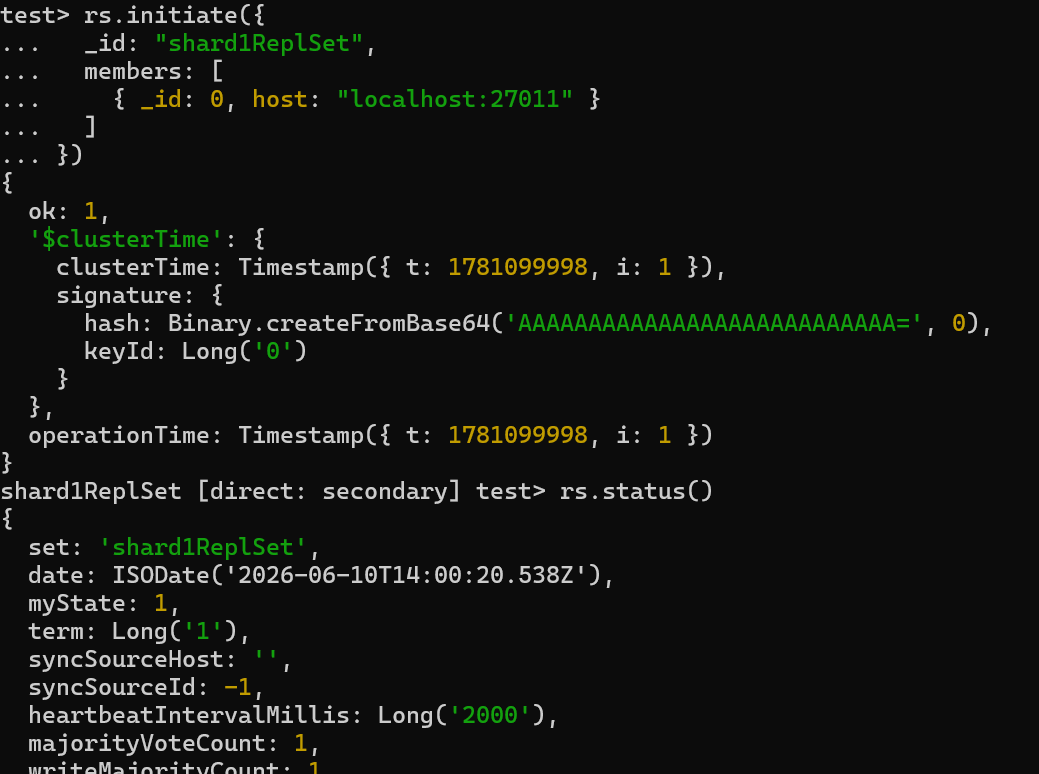 test> rs.initiate({
...   _id: "shard1ReplSet",
...   members: [
...     { _id: 0, host: "localhost:27011" }
...   ]
... })
{
  ok: 1,
  '$clusterTime': {
    clusterTime: Timestamp({ t: 1781099998, i: 1 }),
    signature: {
      hash: Binary.createFromBase64('AAAAAAAAAAAAAAAAAAAAAAAAAAA=', 0),
      keyId: Long('0')
    }
  },
  operationTime: Timestamp({ t: 1781099998, i: 1 })
}
shard1ReplSet [direct: secondary] test> rs.status()
{
  set: 'shard1ReplSet',
  date: ISODate('2026-06-10T14:00:20.538Z'),
  myState: 1,
  term: Long('1'),
  syncSourceHost: '',
  syncSourceId: -1,
  heartbeatIntervalMillis: Long('2000'),
  majorityVoteCount: 1,
  writeMajorityCount: 1